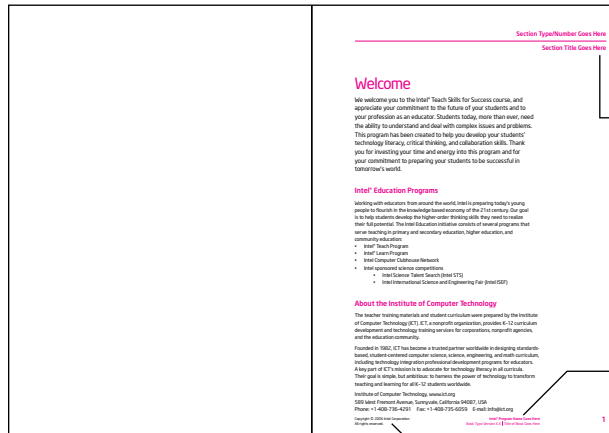 Section Type/Number Goes Here
Section Title Goes Here
Welcome
We welcome you to the Intel® Teach Skills for Success course, and
appreciate your commitment to the future of your students and to
your profession as an educator. Students today, more than ever, need
the ability to understand and deal with complex issues and problems.
This program has been created to help you develop your students'
technology literacy, critical thinking, and collaboration skills. Thank
you for investing your time and energy into this program and for
your commitment to preparing your students to be successful in
tomorrow's world.
Intel® Education Programs
Working with educators from around the world, Intel is preparing today's young
people to flourish in the knowledge based economy of the 21st century. Our goal
is to help students develop the higher-order thinking skills they need to realize
their full potential. The Intel Education initiative consists of several programs that
serve teaching in primary and secondary education, higher education, and
community education:
• Intel® Teach Program
• Intel® Learn Program
• Intel Computer Clubhouse Network
• Intel sponsored science competitions
• Intel Science Talent Search (Intel STS)
• Intel International Science and Engineering Fair (Intel ISEF)
About the Institute of Computer Technology
The teacher training materials and student curriculum were prepared by the Institute
of Computer Technology (ICT). ICT, a nonprofit organization, provides K-12 curriculum
development and technology training services for corporations, nonprofit agencies,
and the education community.
Founded in 1982, ICT has become a trusted partner worldwide in designing standards-
based, student-centered computer science, science, engineering, and math curriculum,
including technology integration professional development programs for educators.
A key part of ICT's mission is to advocate for technology literacy in all curricula.
Their goal is simple, but ambitious: to harness the power of technology to transform
teaching and learning for all K-12 students worldwide.
Institute of Computer Technology, www.ict.org
589 West Fremont Avenue, Sunnyvale, California 94087, USA
Phone: +1-408-736-4291 Fax: +1-408-735-6059 E-mail: info@ict.org
Copyright © 2006 Intel Corporation.
All rights reserved.
Intel® Program Name Goes Here
Book Type Version X.X | Title of Book Goes Here
1